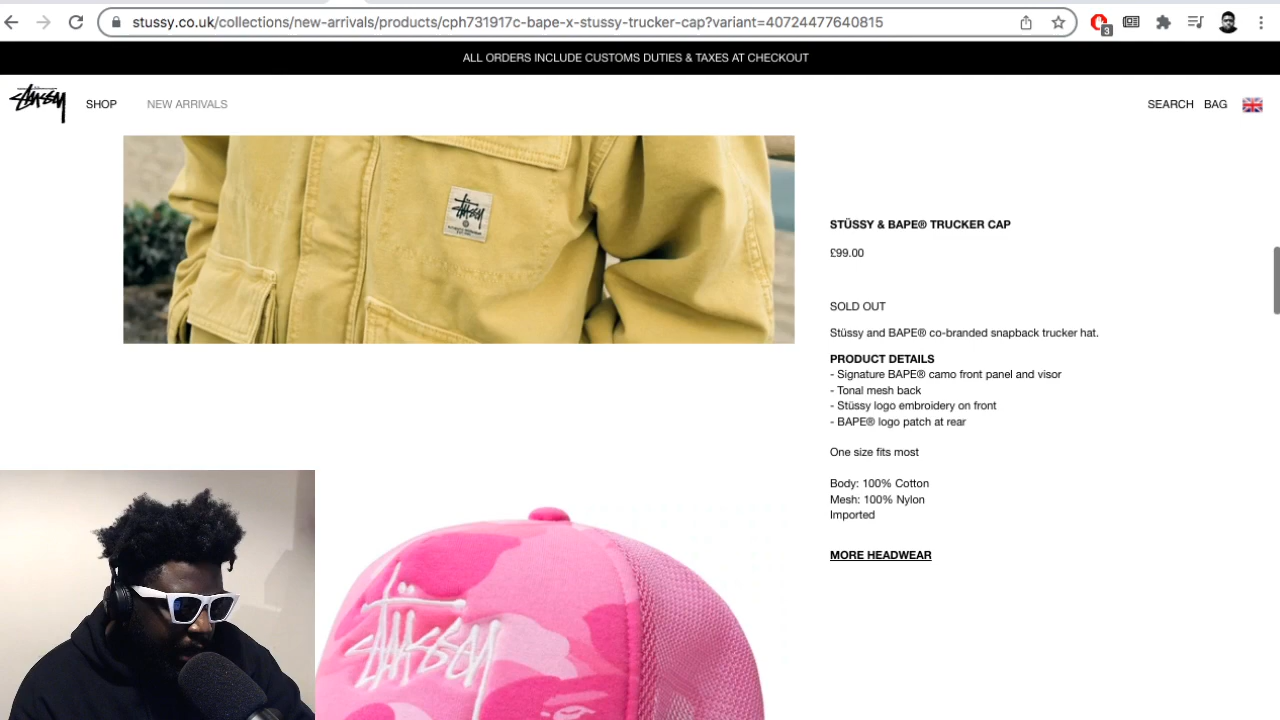 stussy.co.uk/collections/new-arrivals/products/cph731917c-bape-x-stussy-trucker-cap?variant=40724477640815
3
ALL ORDERS INCLUDE CUSTOMS DUTIES & TAXES AT CHECKOUT
Stüssy SHOP NEW ARRIVALS SEARCH BAG
Stüssy
STÜSSY & BAPE® TRUCKER CAP
£99.00
SOLD OUT
Stüssy and BAPE® co-branded snapback trucker hat.
PRODUCT DETAILS
- Signature BAPE® camo front panel and visor
- Tonal mesh back
- Stüssy logo embroidery on front
- BAPE® logo patch at rear
One size fits most
Body: 100% Cotton
Mesh: 100% Nylon
Imported
MORE HEADWEAR
Stüssy